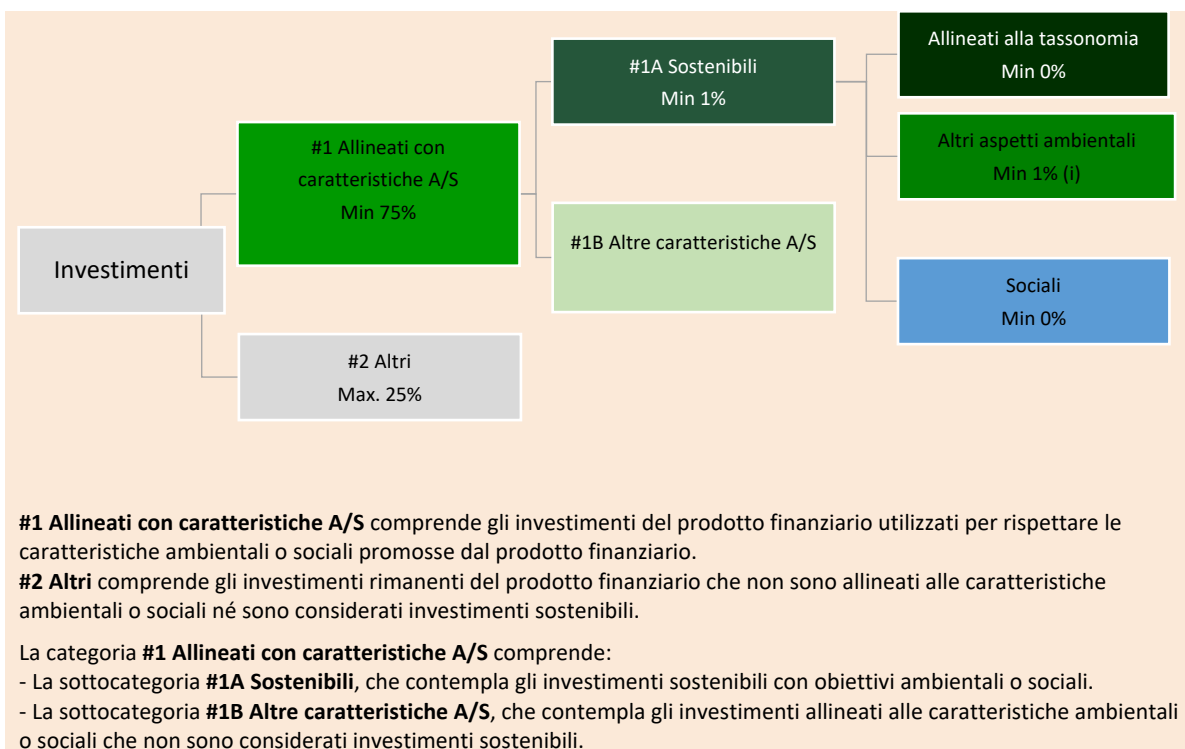 Investimenti
#1 Allineati con
caratteristiche A/S
Min 75%
#2 Altri
Max. 25%
#1A Sostenibili
Min 1%
#1B Altre caratteristiche A/S
Allineati alla tassonomia
Min 0%
Altri aspetti ambientali
Min 1% (i)
Sociali
Min 0%
#1 Allineati con caratteristiche A/S comprende gli investimenti del prodotto finanziario utilizzati per rispettare le
caratteristiche ambientali o sociali promosse dal prodotto finanziario.
#2 Altri comprende gli investimenti rimanenti del prodotto finanziario che non sono allineati alle caratteristiche
ambientali o sociali né sono considerati investimenti sostenibili.
La categoria #1 Allineati con caratteristiche A/S comprende:
- La sottocategoria #1A Sostenibili, che contempla gli investimenti sostenibili con obiettivi ambientali o sociali.
- La sottocategoria #1B Altre caratteristiche A/S, che contempla gli investimenti allineati alle caratteristiche ambientali
o sociali che non sono considerati investimenti sostenibili.